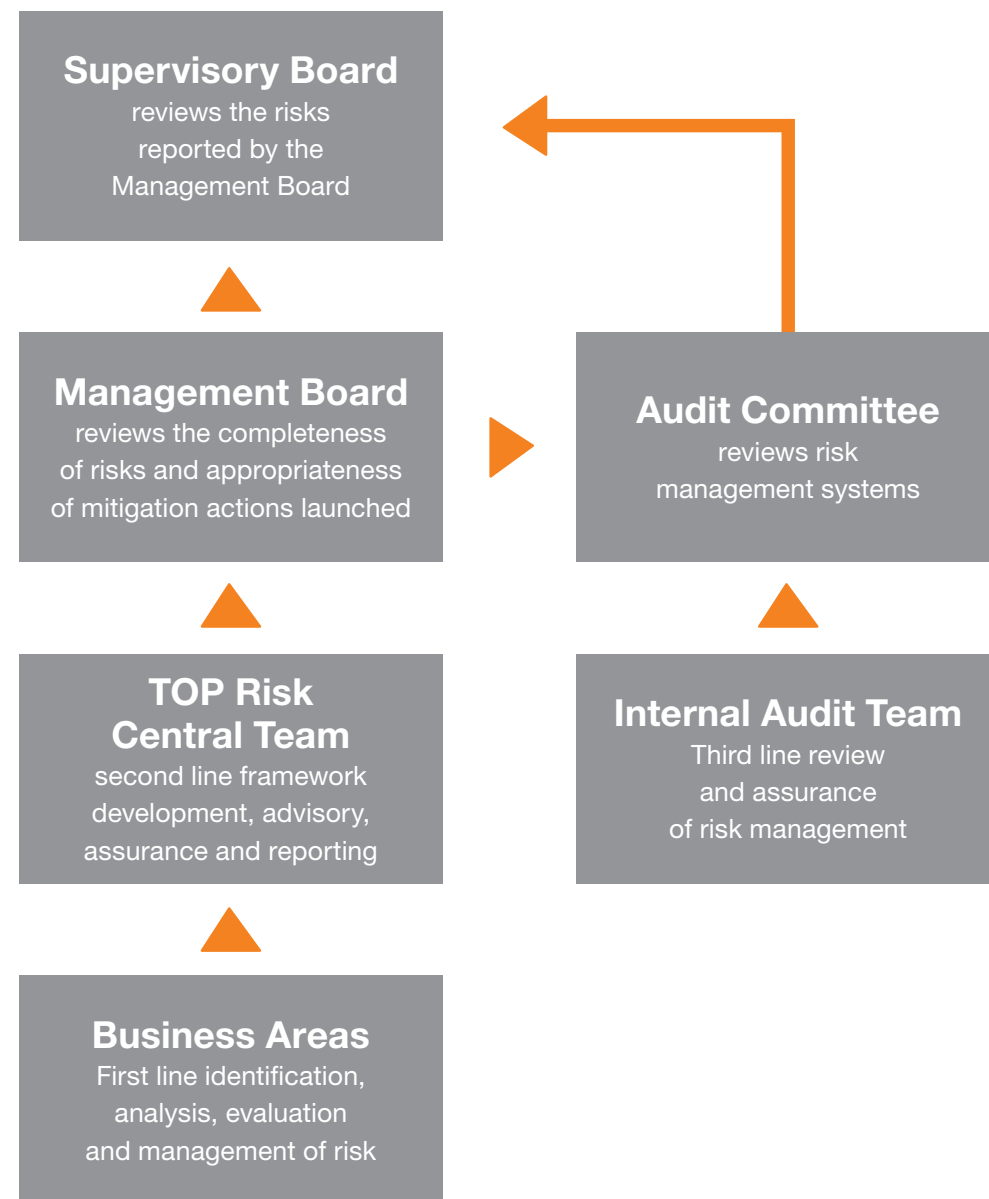 Supervisory Board
reviews the risks
reported by the
Management Board
Management Board
reviews the completeness
of risks and appropriateness
of mitigation actions launched
Audit Committee
reviews risk
management systems
TOP Risk
Central Team
second line framework
development, advisory,
assurance and reporting
Internal Audit Team
Third line review
and assurance
of risk management
Business Areas
First line identification,
analysis, evaluation
and management of risk